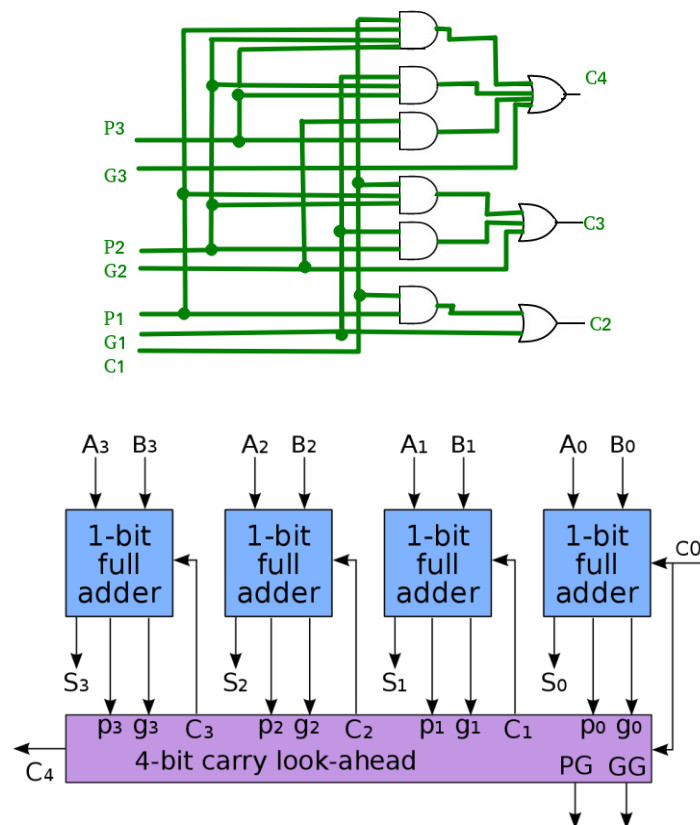 C4
P3
G3
P2
G2
C3
P1
G1
C1
C2
A3 B3 A2 B2 A1 B1 A0 B0
1-bit full adder 1-bit full adder 1-bit full adder 1-bit full adder
C0
S3 S2 S1 S0
p3 g3 C3 p2 g2 C2 p1 g1 C1 p0 g0
4-bit carry look-ahead
PG GG
C4